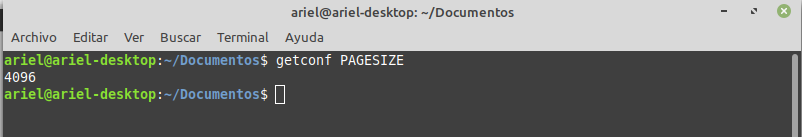 ariel@ariel-desktop: ~/Documentos
Archivo Editar Ver Buscar Terminal Ayuda
ariel@ariel-desktop:~/Documentos$ getconf PAGESIZE
4096
ariel@ariel-desktop:~/Documentos$